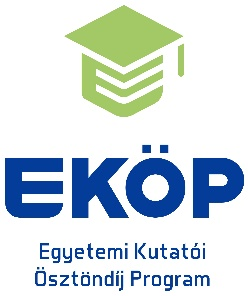 EKÖP
Egyetemi Kutatói
Ösztöndíj Program